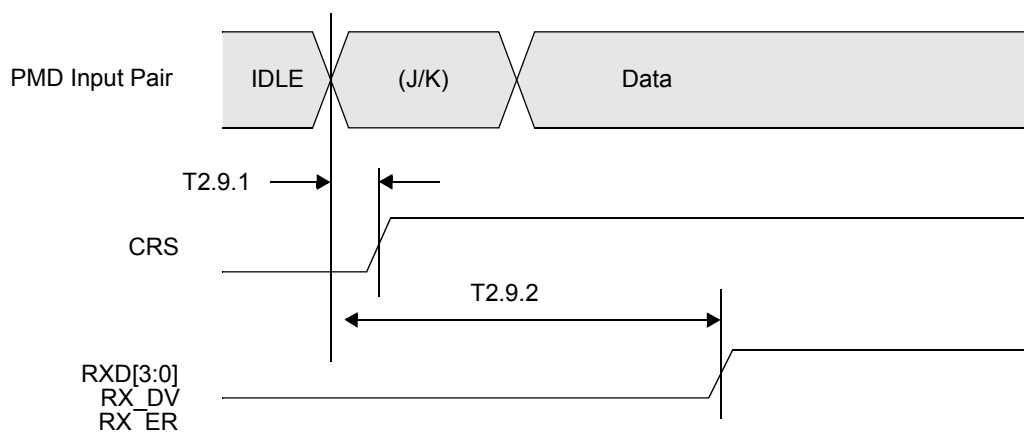 PMD Input Pair
IDLE
(J/K)
Data
T2.9.1
CRS
T2.9.2
RXD[3:0]
RX_DV
RX_ER